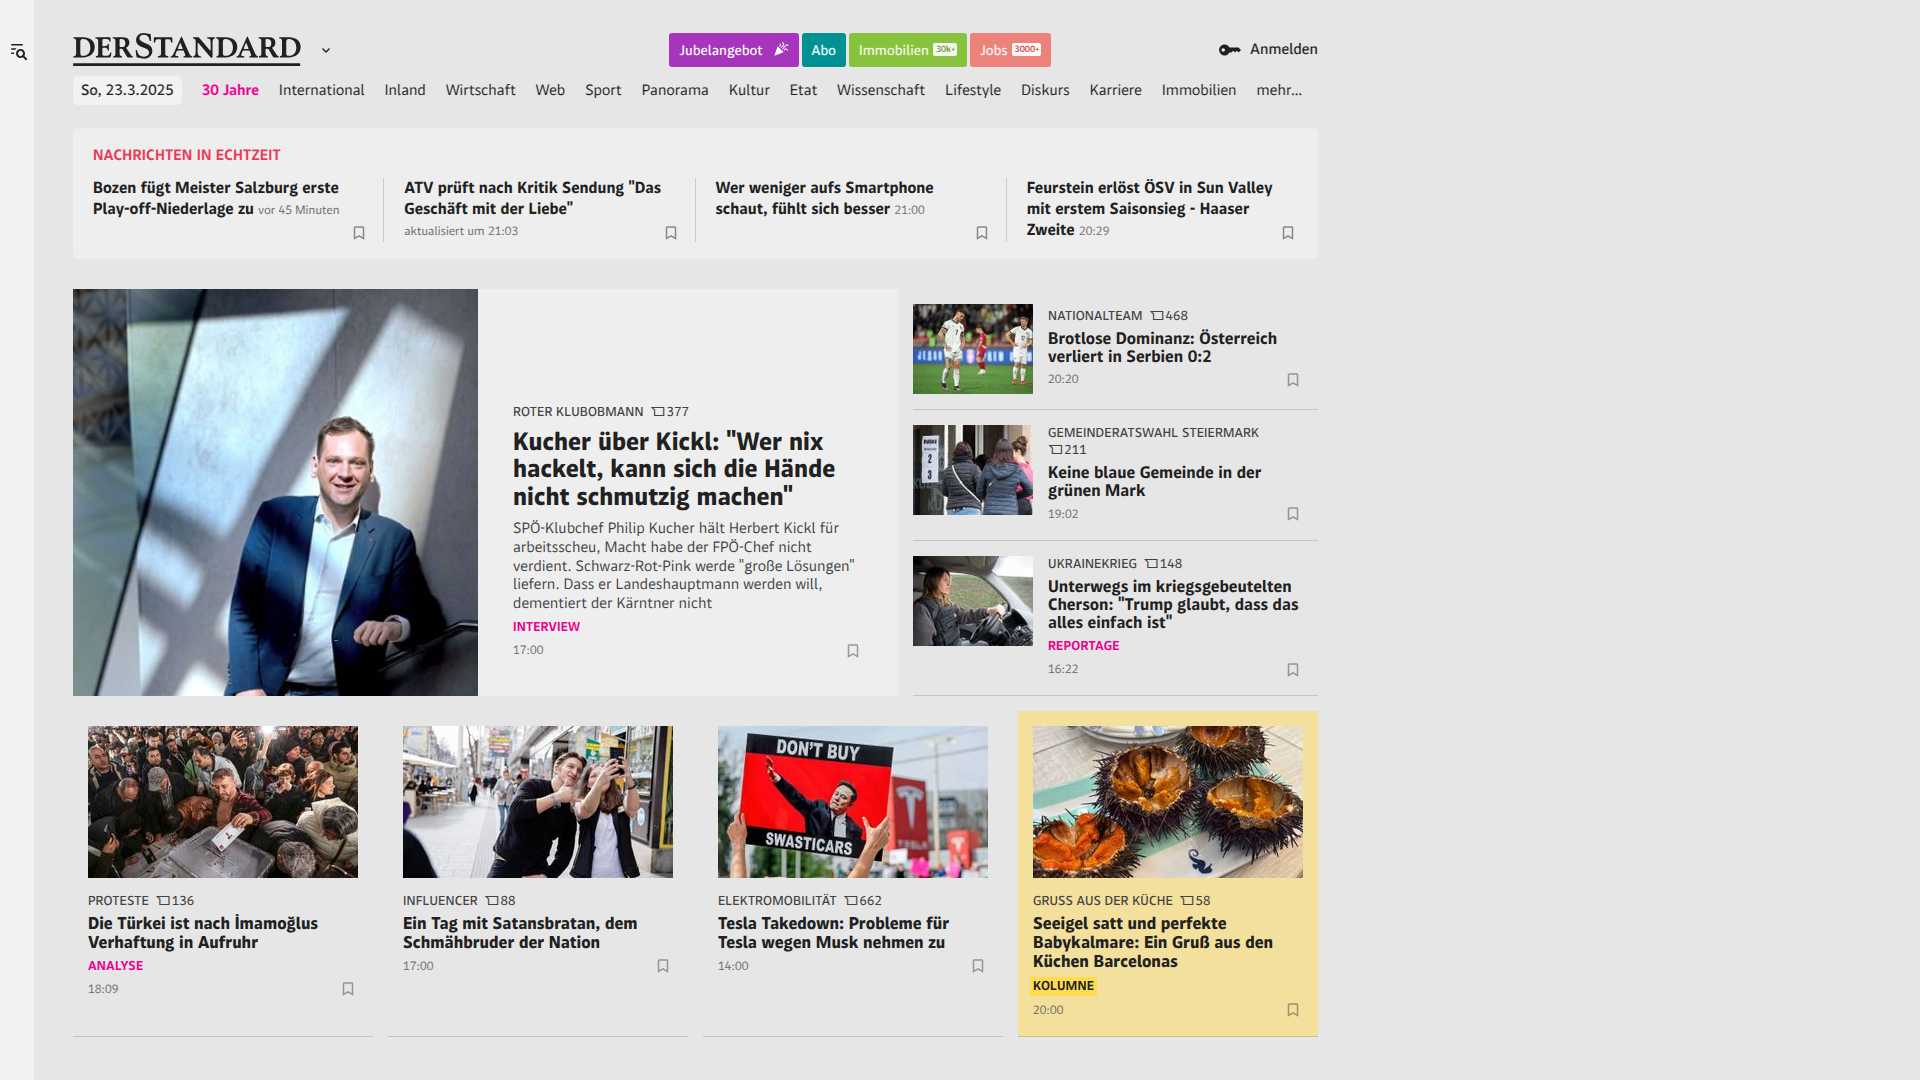 DERSTANDARD
Jubelangebot
Abo
Immobilien 30k+
Jobs 3000+
Anmelden
So, 23.3.2025
30 Jahre
International
Inland
Wirtschaft
Web
Sport
Panorama
Kultur
Etat
Wissenschaft
Lifestyle
Diskurs
Karriere
Immobilien
mehr...
NACHRICHTEN IN ECHTZEIT
Bozen fügt Meister Salzburg erste
Play-off-Niederlage zu vor 45 Minuten
ATV prüft nach Kritik Sendung "Das
Geschäft mit der Liebe"
aktualisiert um 21:03
Wer weniger aufs Smartphone
schaut, fühlt sich besser 21:00
Feurstein erlöst ÖSV in Sun Valley
mit erstem Saisonsieg - Haaser
Zweite 20:29
ROTER KLUBOBMANN 377
Kucher über Kickl: "Wer nix
hackelt, kann sich die Hände
nicht schmutzig machen"
SPÖ-Klubchef Philip Kucher hält Herbert Kickl für
arbeitsscheu, Macht habe der FPÖ-Chef nicht
verdient. Schwarz-Rot-Pink werde "große Lösungen"
liefern. Dass er Landeshauptmann werden will,
dementiert der Kärntner nicht
INTERVIEW
17:00
NATIONALTEAM 468
Brotlose Dominanz: Österreich
verliert in Serbien 0:2
20:20
2
3
GEMEINDERATSWAHL STEIERMARK
211
Keine blaue Gemeinde in der
grünen Mark
19:02
UKRAINEKRIEG 148
Unterwegs im kriegsgebeutelten
Cherson: "Trump glaubt, dass das
alles einfach ist"
REPORTAGE
16:22
PROTESTE 136
Die Türkei ist nach İmamoğlus
Verhaftung in Aufruhr
ANALYSE
18:09
INFLUENCER 88
Ein Tag mit Satansbratan, dem
Schmähbruder der Nation
17:00
DON'T BUY
SWASTICARS
TESLA
ELEKTROMOBILITÄT 662
Tesla Takedown: Probleme für
Tesla wegen Musk nehmen zu
14:00
GRUSS AUS DER KÜCHE 58
Seeigel satt und perfekte
Babykalmare: Ein Gruß aus den
Küchen Barcelonas
KOLUMNE
20:00